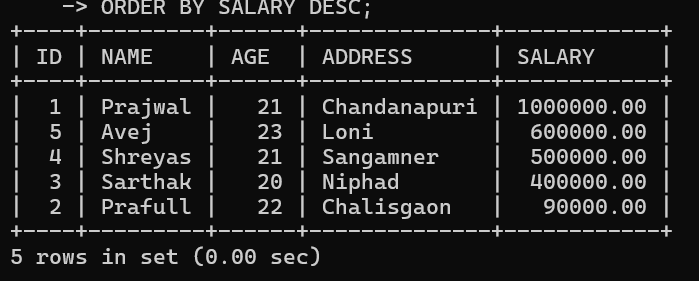 -> ORDER BY SALARY DESC;
+----+---------+-----+--------------+------------+
| ID | NAME    | AGE | ADDRESS      | SALARY     |
+----+---------+-----+--------------+------------+
|  1 | Prajwal |  21 | Chandanapuri | 1000000.00 |
|  5 | Avej    |  23 | Loni         |  600000.00 |
|  4 | Shreyas |  21 | Sangamner    |  500000.00 |
|  3 | Sarthak |  20 | Niphad       |  400000.00 |
|  2 | Prafull |  22 | Chalisgaon   |   90000.00 |
+----+---------+-----+--------------+------------+
5 rows in set (0.00 sec)